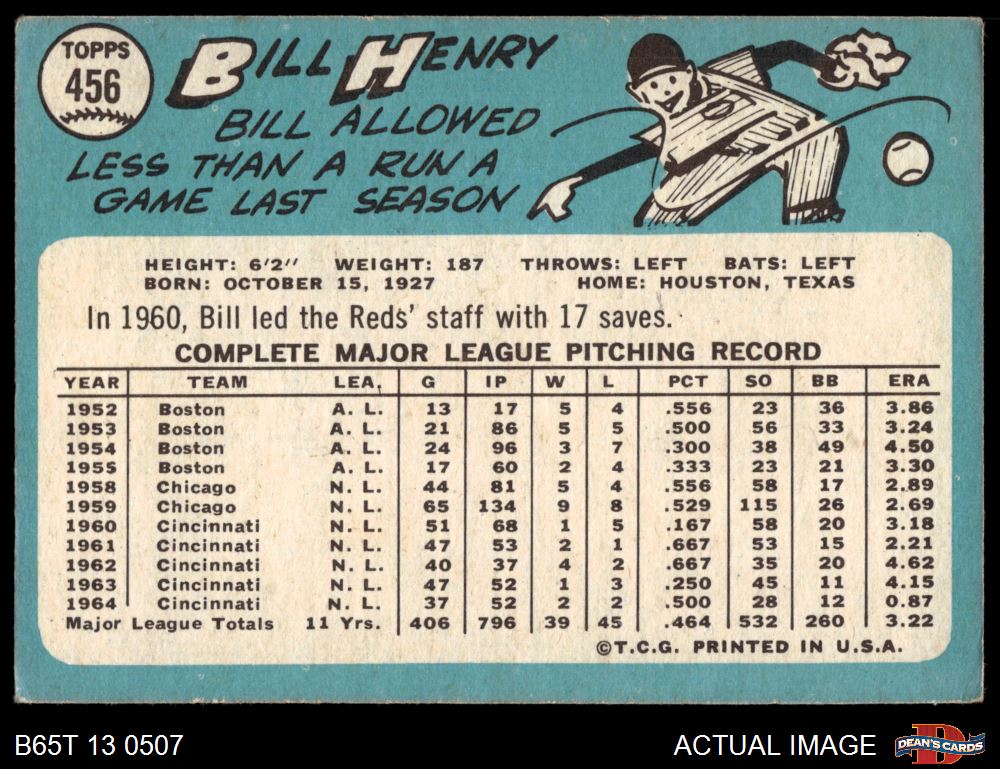 TOPPS
456
BILL HENRY
BILL ALLOWED
LESS THAN A RUN A
GAME LAST SEASON
HEIGHT: 6'2" WEIGHT: 187 THROWS: LEFT BATS: LEFT
BORN: OCTOBER 15, 1927 HOME: HOUSTON, TEXAS
In 1960, Bill led the Reds' staff with 17 saves.
COMPLETE MAJOR LEAGUE PITCHING RECORD
YEAR TEAM LEA. G IP W L PCT SO BB ERA
1952 Boston A. L. 13 17 5 4 .556 23 36 3.86
1953 Boston A. L. 21 86 5 5 .500 56 33 3.24
1954 Boston A. L. 24 96 3 7 .300 38 49 4.50
1955 Boston A. L. 17 60 2 4 .333 23 21 3.30
1958 Chicago N. L. 44 81 5 4 .556 58 17 2.89
1959 Chicago N. L. 65 134 9 8 .529 115 26 2.69
1960 Cincinnati N. L. 51 68 1 5 .167 58 20 3.18
1961 Cincinnati N. L. 47 53 2 1 .667 53 15 2.21
1962 Cincinnati N. L. 40 37 4 2 .667 35 20 4.62
1963 Cincinnati N. L. 47 52 1 3 .250 45 11 4.15
1964 Cincinnati N. L. 37 52 2 2 .500 28 12 0.87
Major League Totals 11 Yrs. 406 796 39 45 .464 532 260 3.22
©T.C.G. PRINTED IN U.S.A.
B65T 13 0507 ACTUAL IMAGE DEAN'S CARDS